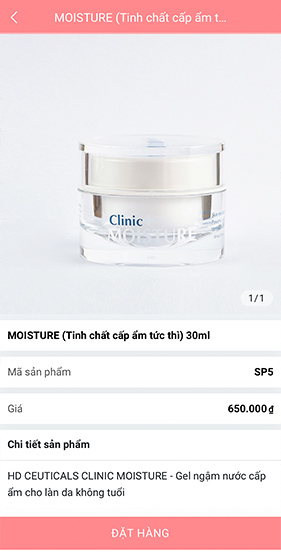 MOISTURE (Tinh chất cấp ẩm t...
Clinic
MOISTURE
1/1
MOISTURE (Tinh chất cấp ẩm tức thì) 30ml
Mã sản phẩm SP5
Giá 650.000₫
Chi tiết sản phẩm
HD CEUTICALS CLINIC MOISTURE - Gel ngậm nước cấp
ẩm cho làn da không tuổi
ĐẶT HÀNG